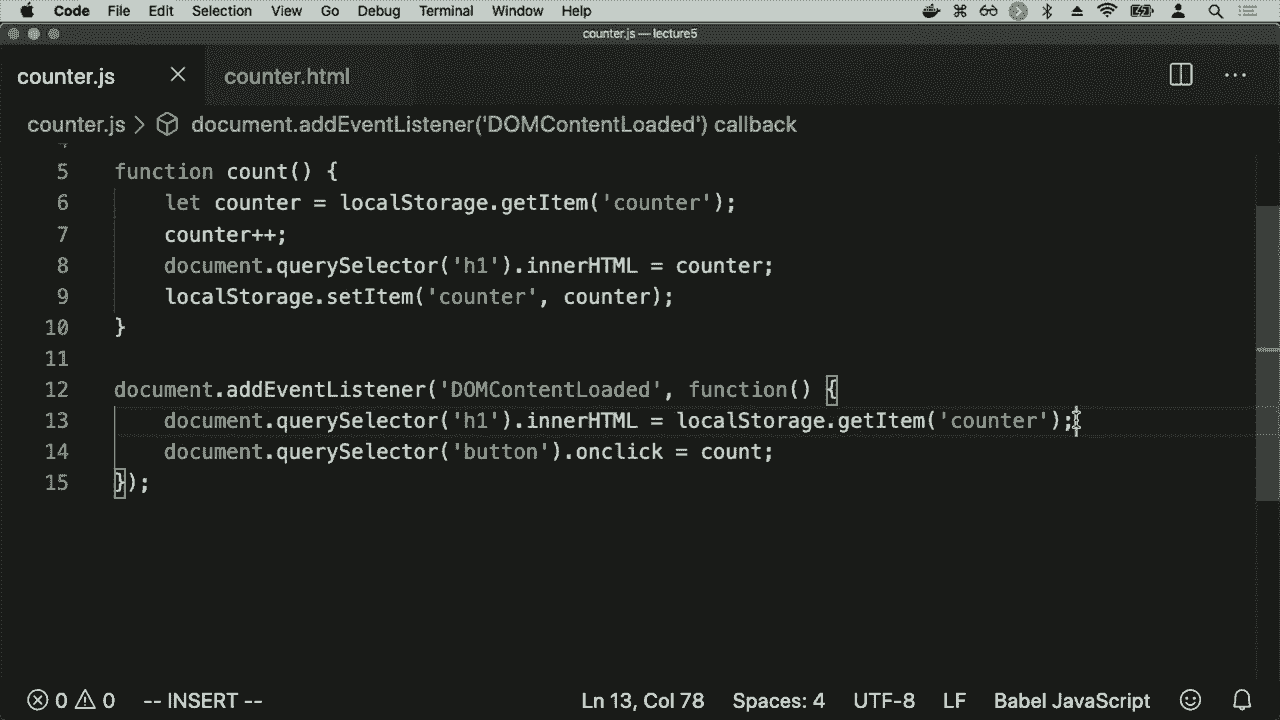 Code File Edit Selection View Go Debug Terminal Window Help
counter.js — lecture5
counter.js counter.html
counter.js > document.addEventListener('DOMContentLoaded') callback
5 function count() {
6 let counter = localStorage.getItem('counter');
7 counter++;
8 document.querySelector('h1').innerHTML = counter;
9 localStorage.setItem('counter', counter);
10 }
11
12 document.addEventListener('DOMContentLoaded', function() {
13 document.querySelector('h1').innerHTML = localStorage.getItem('counter');
14 document.querySelector('button').onclick = count;
15 });
0 0 -- INSERT -- Ln 13, Col 78 Spaces: 4 UTF-8 LF Babel JavaScript